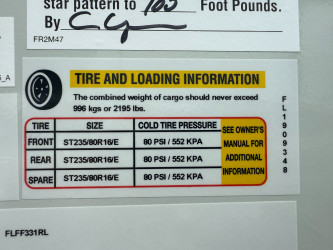 star pattern to 100 Foot Pounds.
By
FR2M47
TIRE AND LOADING INFORMATION
The combined weight of cargo should never exceed
996 kgs or 2195 lbs.
TIRE SIZE COLD TIRE PRESSURE
FRONT ST235/80R16/E 80 PSI / 552 KPA
REAR ST235/80R16/E 80 PSI / 552 KPA
SPARE ST235/80R16/E 80 PSI / 552 KPA
SEE OWNER'S
MANUAL FOR
ADDITIONAL
INFORMATION
FL1909348
FLFF331RL